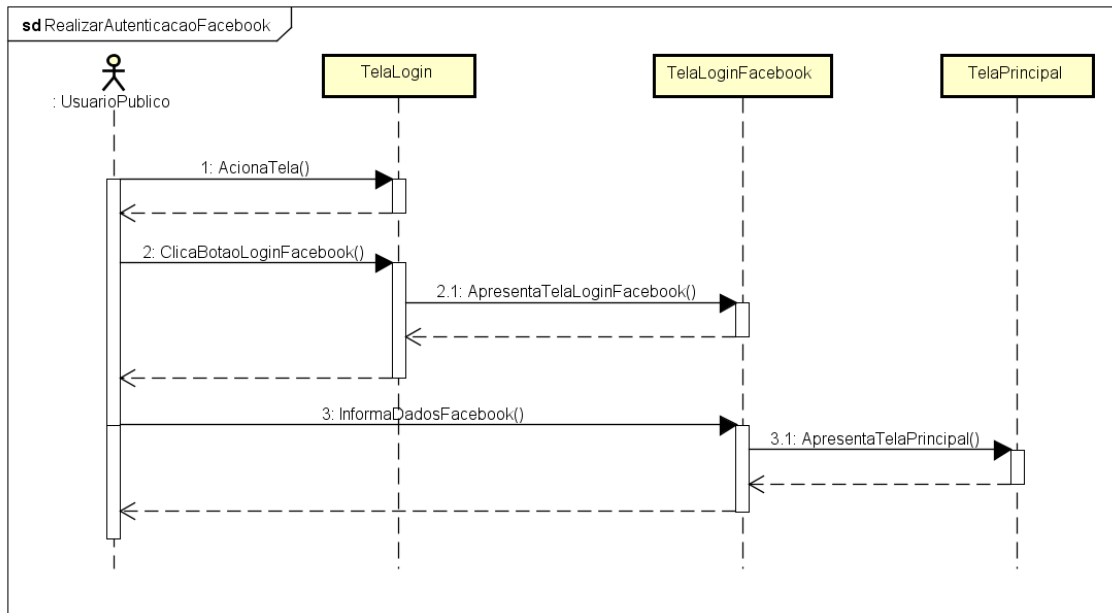 sd RealizarAutenticacaoFacebook
TelaLogin
TelaLoginFacebook
TelaPrincipal
: UsuarioPublico
1: AcionaTela()
2: ClicaBotaoLoginFacebook()
2.1: ApresentaTelaLoginFacebook()
3: InformaDadosFacebook()
3.1: ApresentaTelaPrincipal()